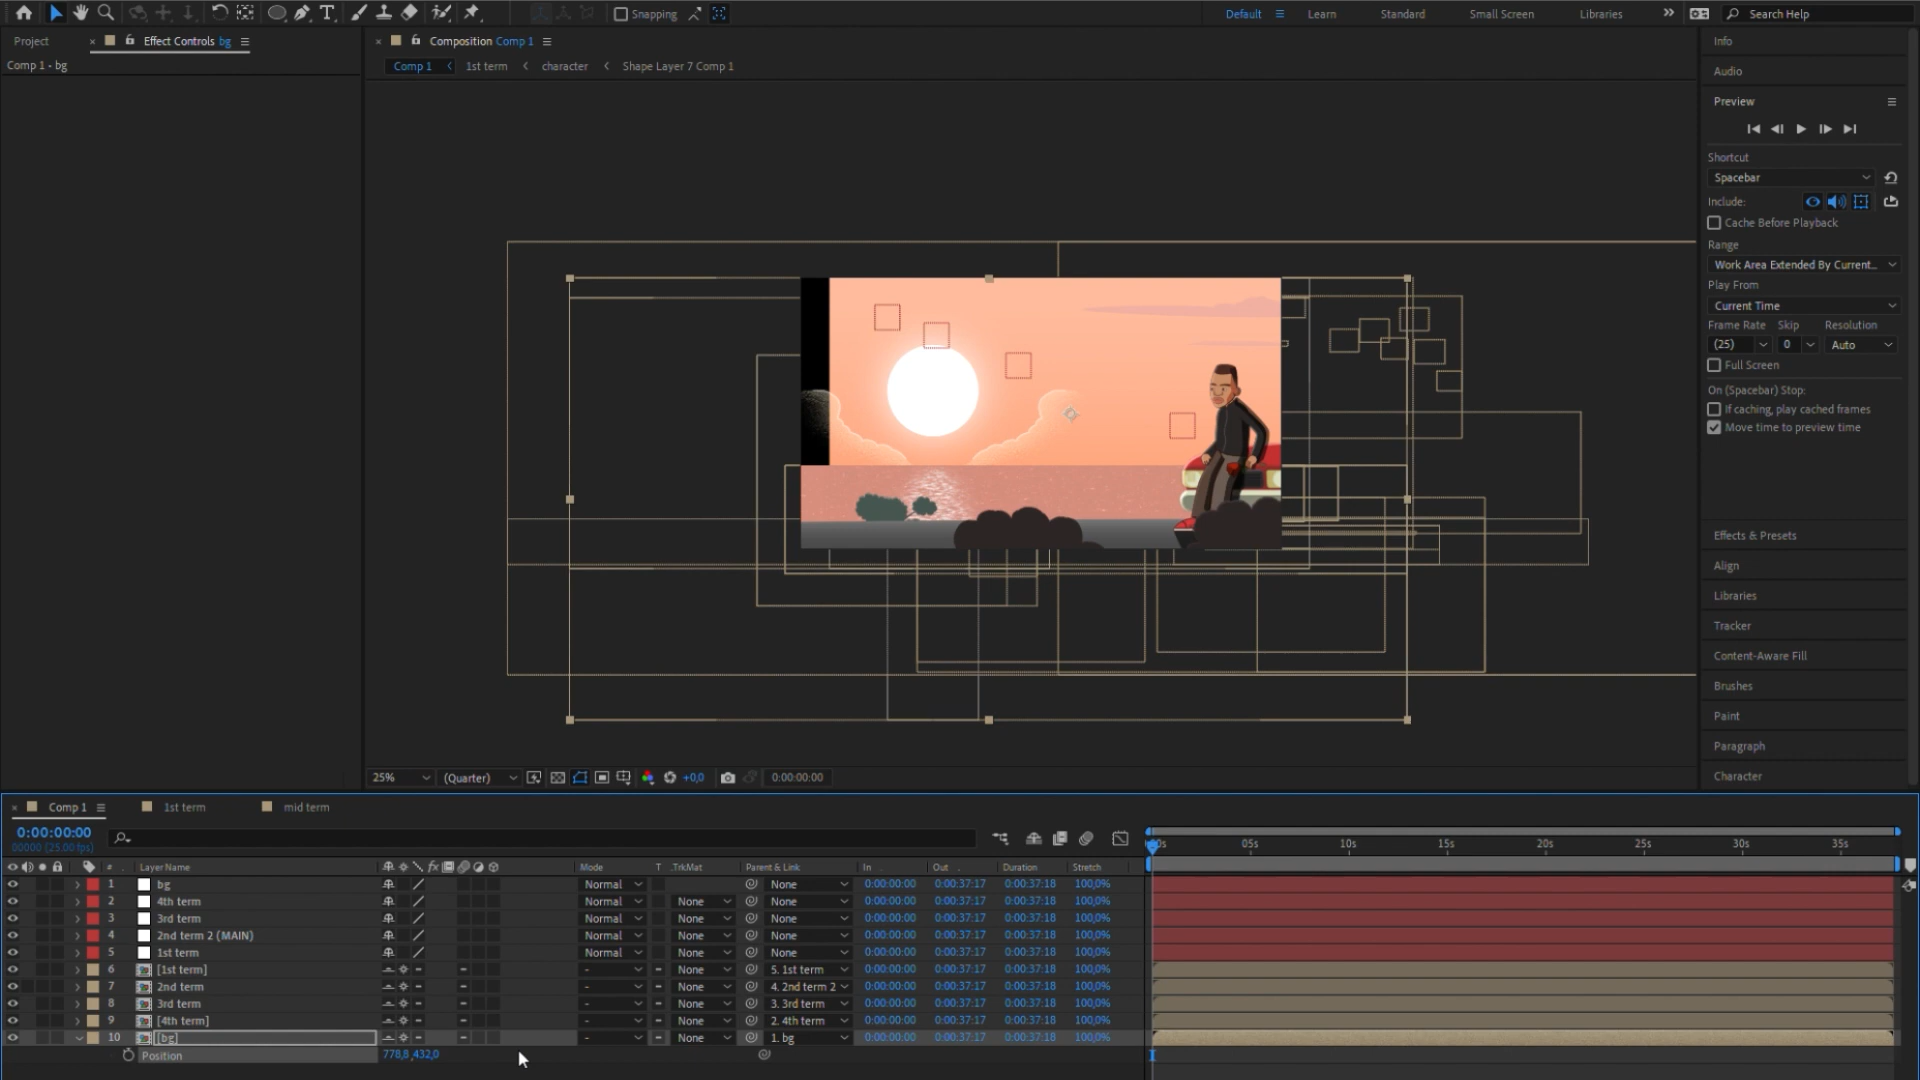 Snapping
Default
Learn
Standard
Small Screen
Libraries
Search Help
Project
Effect Controls bg
Comp 1 - bg
Composition Comp 1
Comp 1
1st term
character
Shape Layer 7 Comp 1
Info
Audio
Preview
Shortcut
Spacebar
Include:
Cache Before Playback
Range
Work Area Extended By Current...
Play From
Current Time
Frame Rate Skip Resolution
(25) 0 Auto
Full Screen
On (Spacebar) Stop:
If caching, play cached frames
Move time to preview time
Effects & Presets
Align
Libraries
Tracker
Content-Aware Fill
Brushes
Paint
Paragraph
Character
25% (Quarter) +0,0 0:00:00:00
Comp 1 1st term mid term
0:00:00:00
00000 (25.00 fps)
05s 10s 15s 20s 25s 30s 35s
# Layer Name Mode T .TrkMat Parent & Link In Out Duration Stretch
1 bg Normal None 0:00:00:00 0:00:37:17 0:00:37:18 100,0%
2 4th term Normal None None 0:00:00:00 0:00:37:17 0:00:37:18 100,0%
3 3rd term Normal None None 0:00:00:00 0:00:37:17 0:00:37:18 100,0%
4 2nd term 2 (MAIN) Normal None None 0:00:00:00 0:00:37:17 0:00:37:18 100,0%
5 1st term Normal None None 0:00:00:00 0:00:37:17 0:00:37:18 100,0%
6 [1st term] - None 5. 1st term 0:00:00:00 0:00:37:17 0:00:37:18 100,0%
7 2nd term - None 4. 2nd term 2 0:00:00:00 0:00:37:17 0:00:37:18 100,0%
8 3rd term - None 3. 3rd term 0:00:00:00 0:00:37:17 0:00:37:18 100,0%
9 [4th term] - None 2. 4th term 0:00:00:00 0:00:37:17 0:00:37:18 100,0%
10 [bg] - None 1. bg 0:00:00:00 0:00:37:17 0:00:37:18 100,0%
Position 778,8,432,0